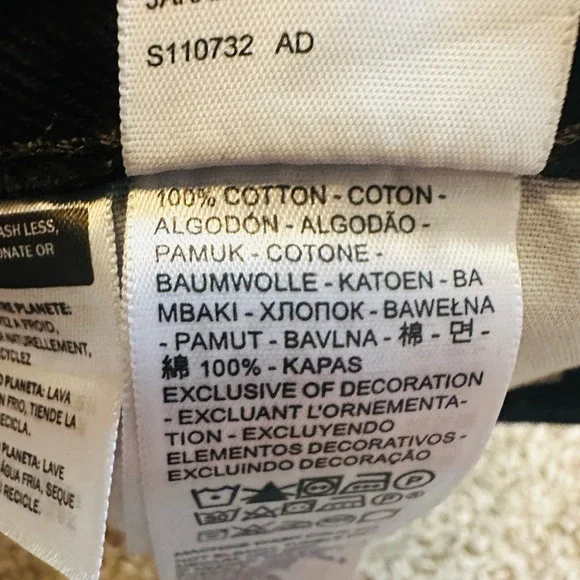 S110732 AD
100% COTTON - COTON -
ALGODÓN - ALGODÃO -
PAMUK - COTONE -
BAUMWOLLE - KATOEN - BA
MBAKI - ХЛОПОК - BAWEŁNA
- PAMUT - BAVLNA - 棉 - 면 -
綿 100% - KAPAS
EXCLUSIVE OF DECORATION
- EXCLUANT L'ORNEMENTA-
TION - EXCLUYENDO
ELEMENTOS DECORATIVOS -
EXCLUINDO DECORAÇÃO
ASH LESS,
ONATE OR
PLANETE:
A FROID,
NATURELLEMENT,
CYCLEZ
PLANETA: LAVA
FRIO, TIENDE LA
RECICLA.
PLANETA: LAVE
ÁGUA FRIA, SEQUE
RECICLE.